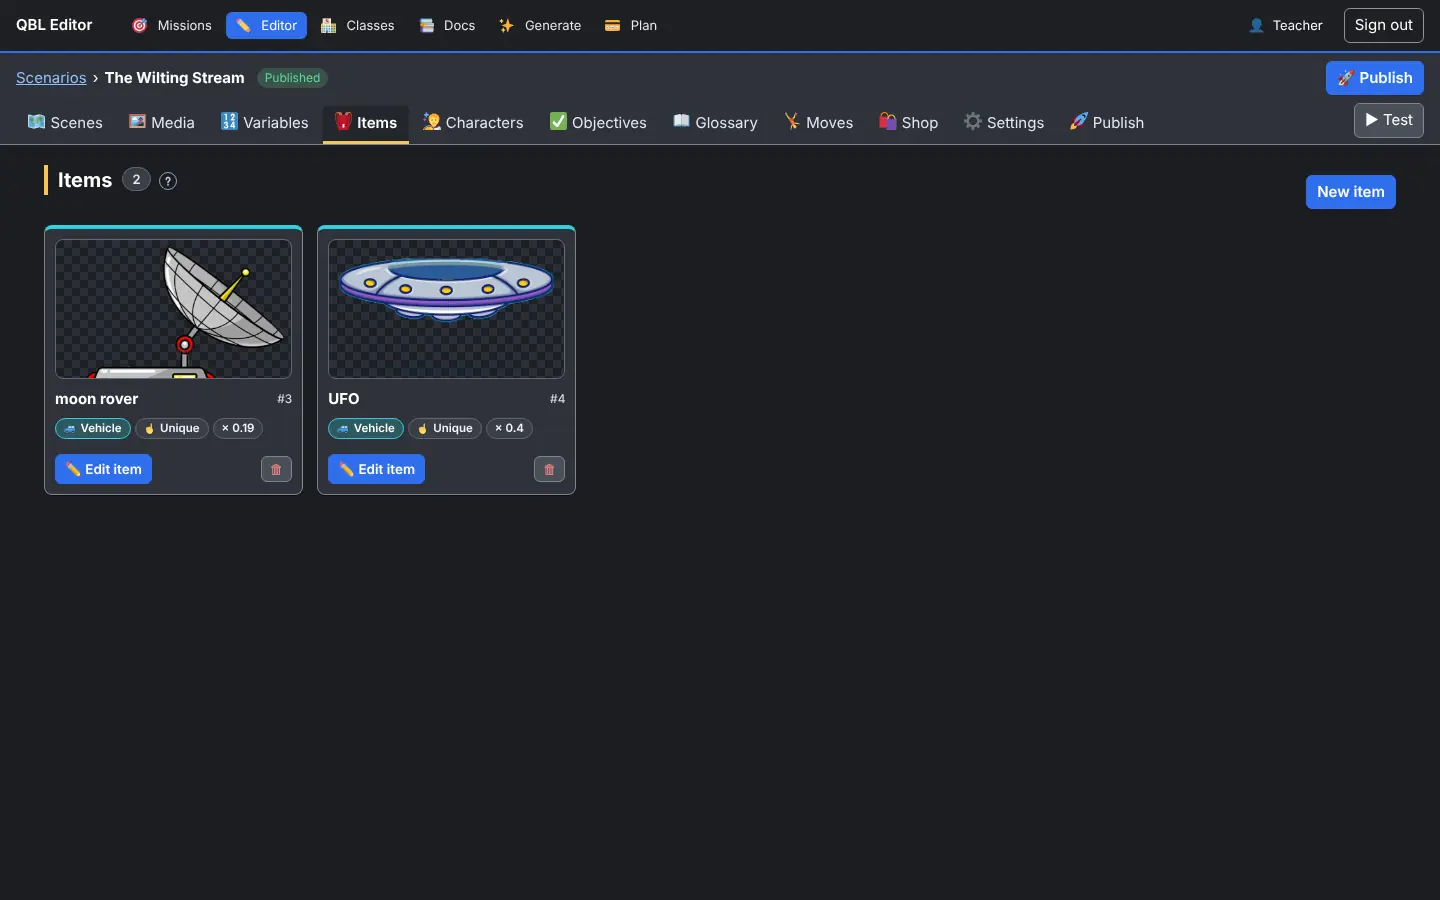 QBL Editor
Missions
Editor
Classes
Docs
Generate
Plan
Teacher
Sign out
Scenarios › The Wilting Stream
Published
Publish
Scenes
Media
Variables
Items
Characters
Objectives
Glossary
Moves
Shop
Settings
Publish
Test
Items 2 ?
New item
moon rover #3
Vehicle
Unique
× 0.19
Edit item
UFO #4
Vehicle
Unique
× 0.4
Edit item